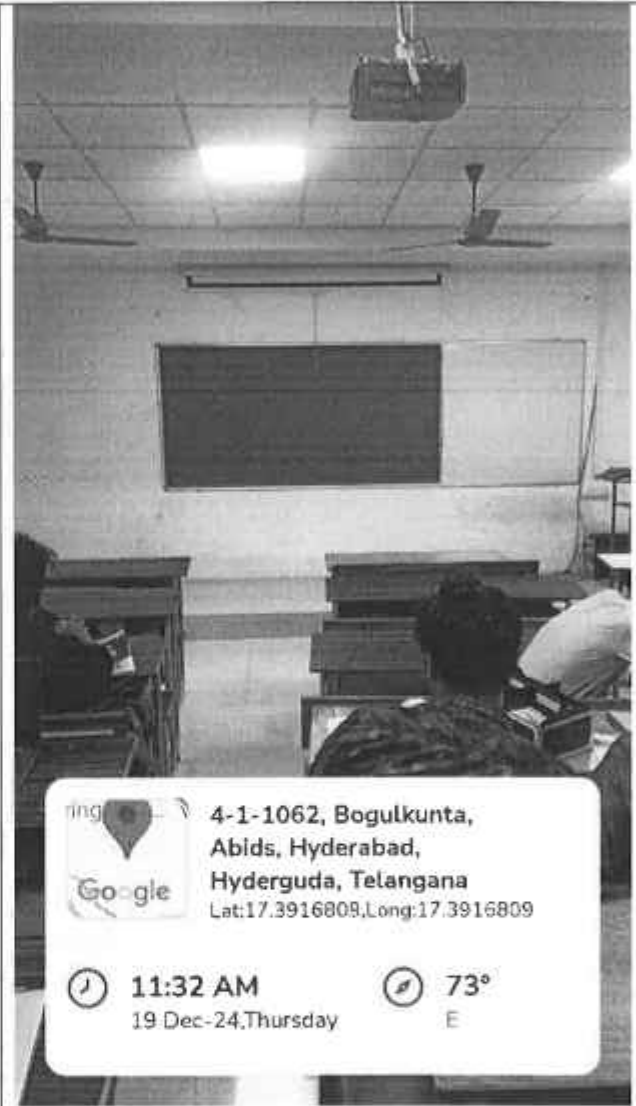 ring
Google
4-1-1062, Bogulkunta,
Abids, Hyderabad,
Hyderguda, Telangana
Lat:17.3916809,Long:17.3916809
11:32 AM
19 Dec-24,Thursday
73°
E